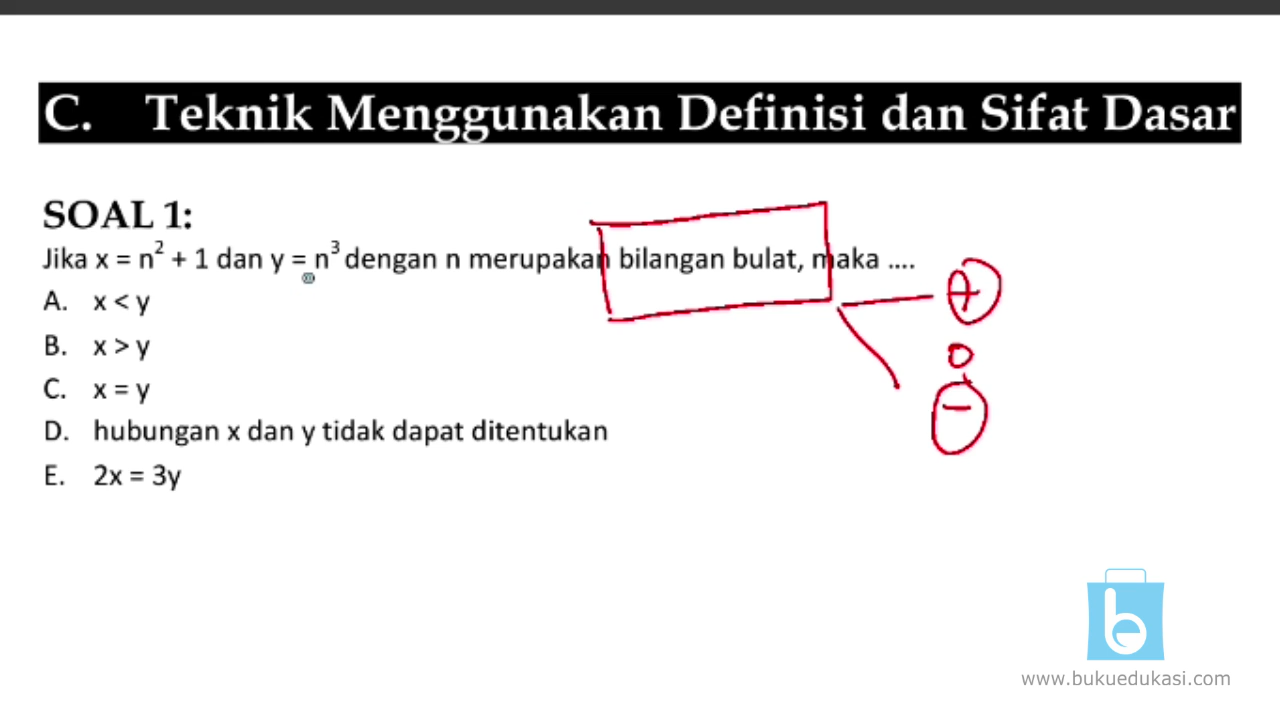 C. Teknik Menggunakan Definisi dan Sifat Dasar
SOAL 1:
Jika x = n² + 1 dan y = n³ dengan n merupakan bilangan bulat, maka ....
A. x < y
B. x > y
C. x = y
D. hubungan x dan y tidak dapat ditentukan
E. 2x = 3y
+
0
−
b
www.bukuedukasi.com